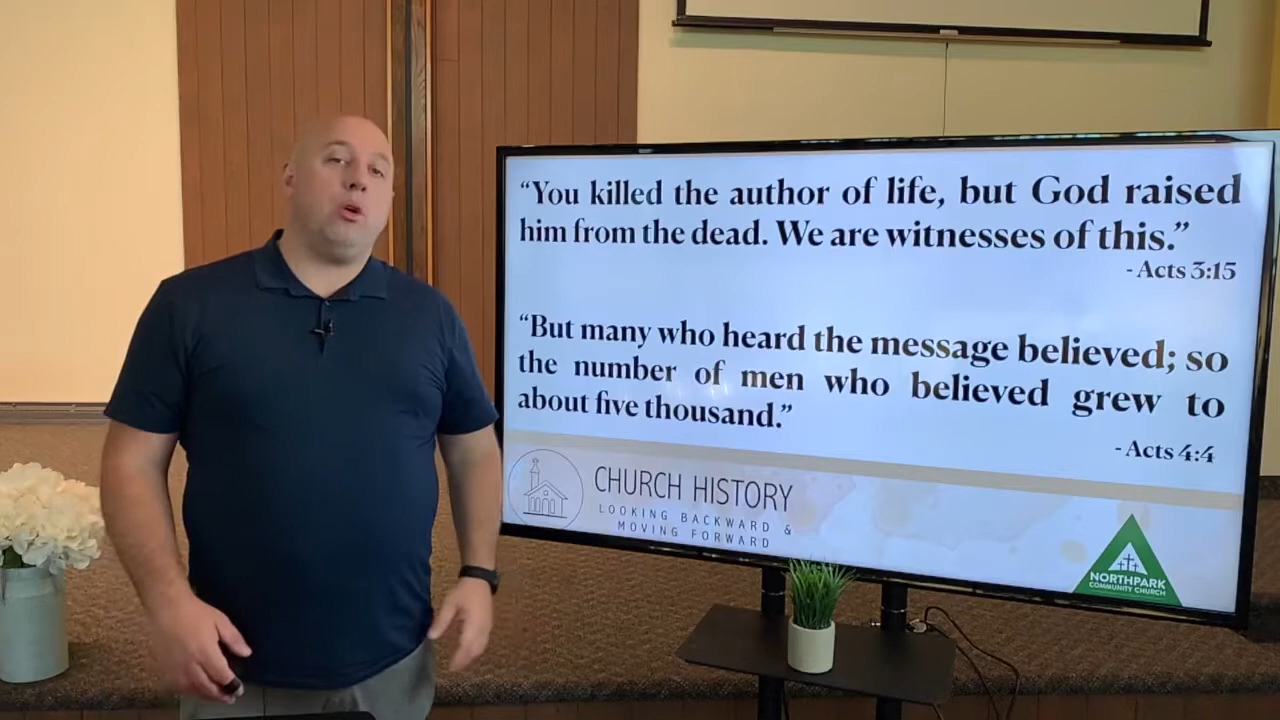 “You killed the author of life, but God raised
him from the dead. We are witnesses of this.”
- Acts 3:15
“But many who heard the message believed; so
the number of men who believed grew to
about five thousand.”
- Acts 4:4
CHURCH HISTORY
LOOKING BACKWARD &
MOVING FORWARD
NORTHPARK
COMMUNITY CHURCH